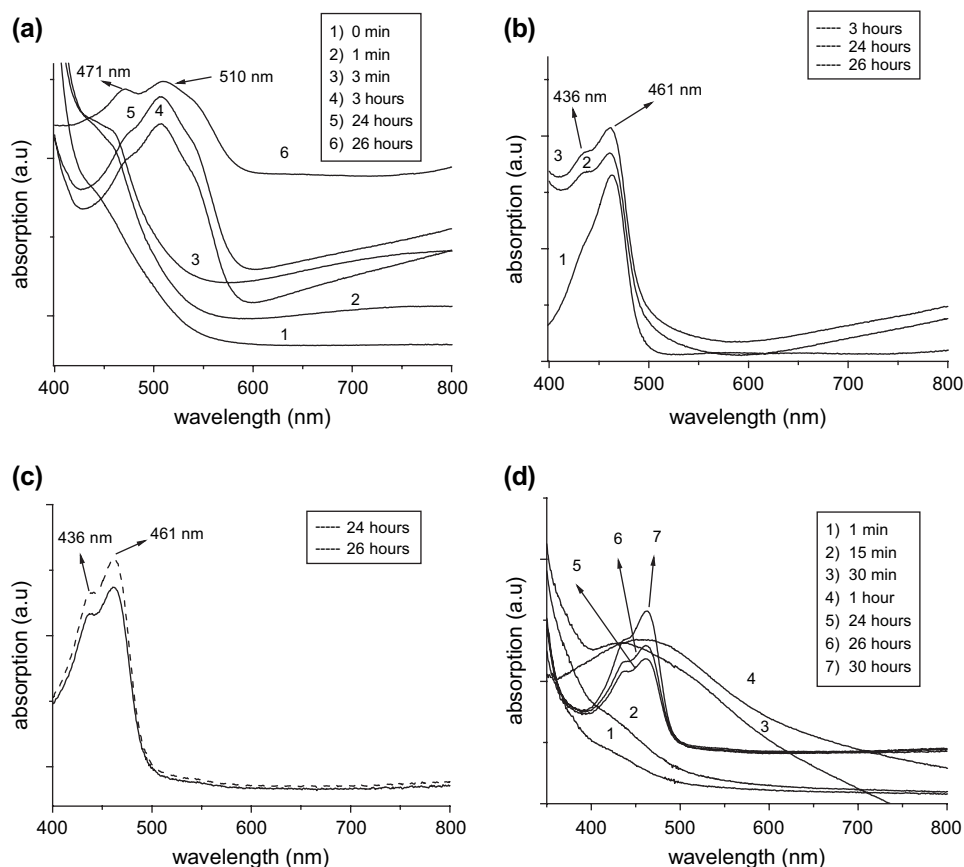 (a)
471 nm
510 nm
1) 0 min
2) 1 min
3) 3 min
4) 3 hours
5) 24 hours
6) 26 hours
5
4
6
3
2
1
absorption (a.u)
400 500 600 700 800
wavelength (nm)
(b)
3 hours
24 hours
26 hours
436 nm
461 nm
3
2
1
absorption (a.u)
400 500 600 700 800
wavelength (nm)
(c)
436 nm
461 nm
24 hours
26 hours
absorption (a.u)
400 500 600 700 800
wavelength (nm)
(d)
1) 1 min
2) 15 min
3) 30 min
4) 1 hour
5) 24 hours
6) 26 hours
7) 30 hours
5
6
7
4
3
2
1
absorption (a.u)
400 500 600 700 800
wavelength (nm)